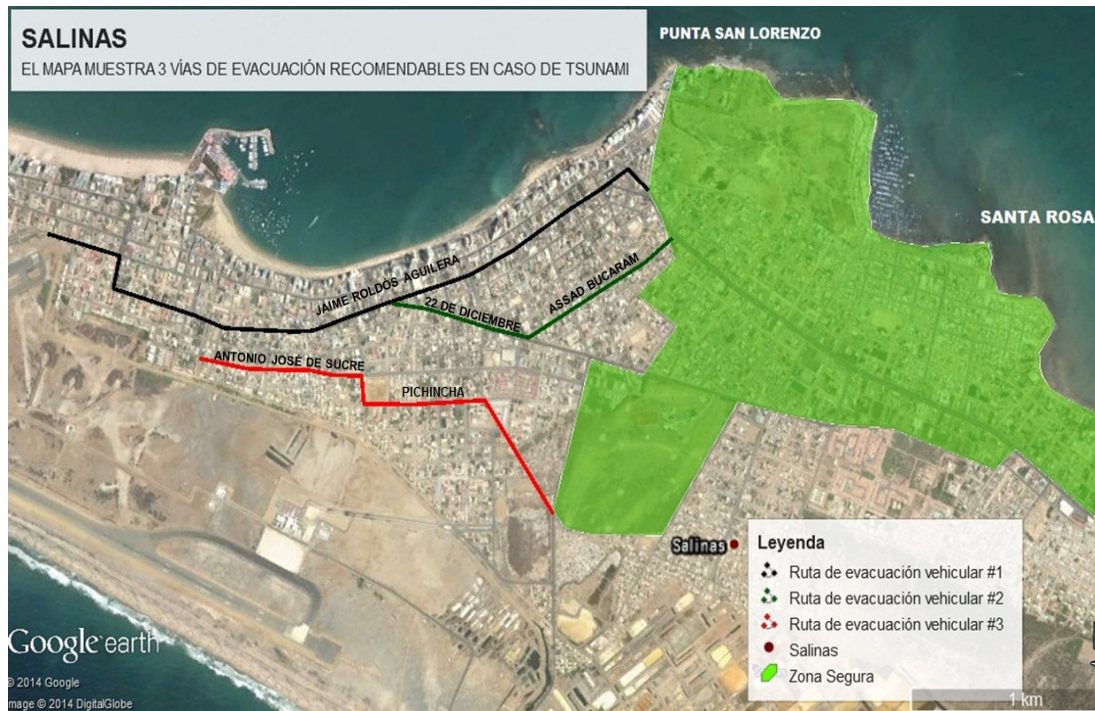 SALINAS
EL MAPA MUESTRA 3 VÍAS DE EVACUACIÓN RECOMENDABLES EN CASO DE TSUNAMI
PUNTA SAN LORENZO
SANTA ROSA
JAIME ROLDÓS AGUILERA
22 DE DICIEMBRE
ASSAD BUCARAM
ANTONIO JOSÉ DE SUCRE
PICHINCHA
Salinas
Leyenda
Ruta de evacuación vehicular #1
Ruta de evacuación vehicular #2
Ruta de evacuación vehicular #3
Salinas
Zona Segura
Google earth
© 2014 Google
mage © 2014 DigitalGlobe
1 km